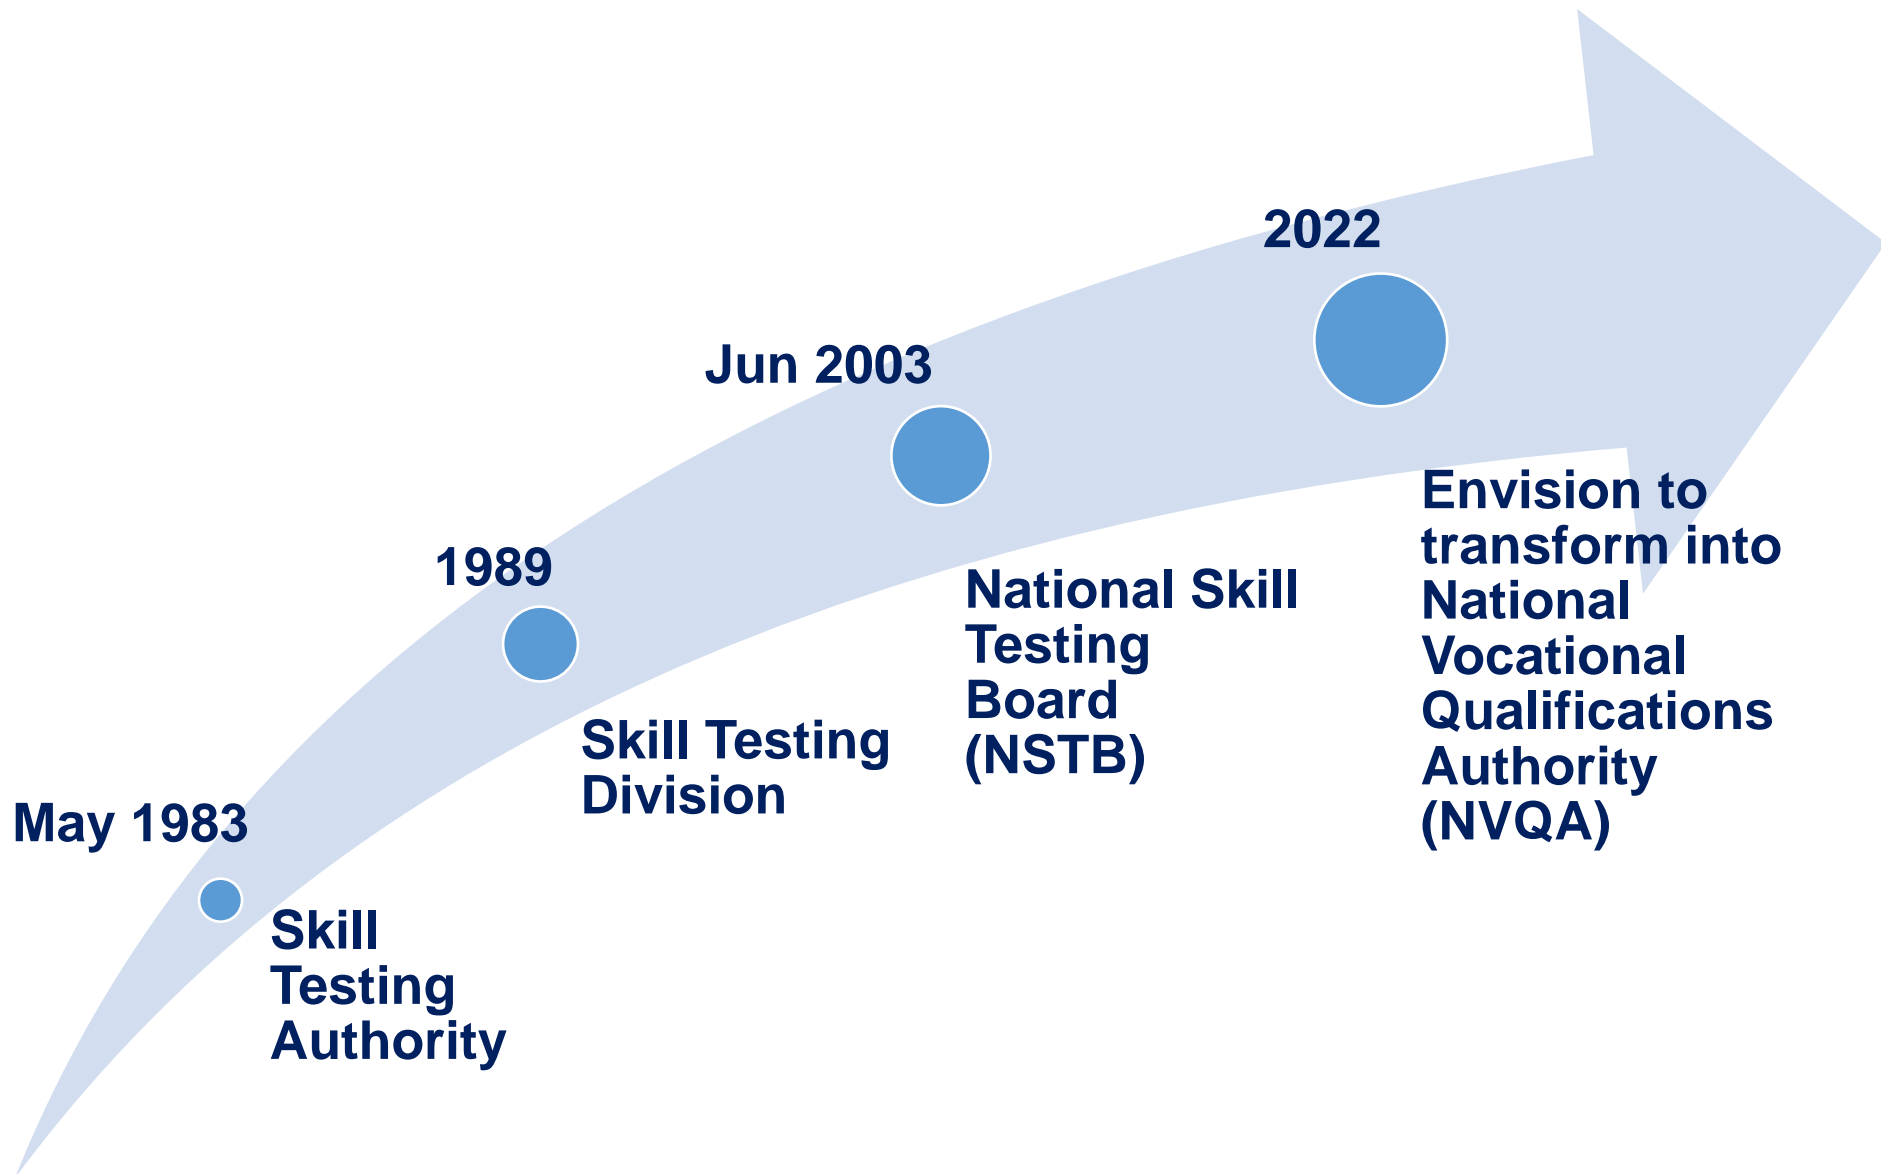 May 1983
Skill
Testing
Authority
1989
Skill Testing
Division
Jun 2003
National Skill
Testing
Board
(NSTB)
2022
Envision to
transform into
National
Vocational
Qualifications
Authority
(NVQA)